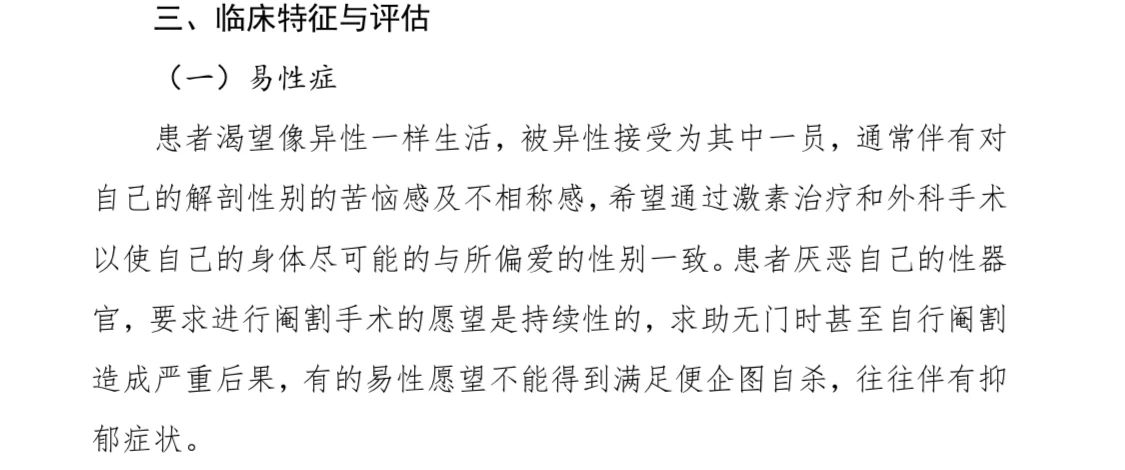 三、临床特征与评估
（一）易性症
患者渴望像异性一样生活，被异性接受为其中一员，通常伴有对
自己的解剖性别的苦恼感及不相称感，希望通过激素治疗和外科手术
以使自己的身体尽可能的与所偏爱的性别一致。患者厌恶自己的性器
官，要求进行阉割手术的愿望是持续性的，求助无门时甚至自行阉割
造成严重后果，有的易性愿望不能得到满足便企图自杀，往往伴有抑
郁症状。